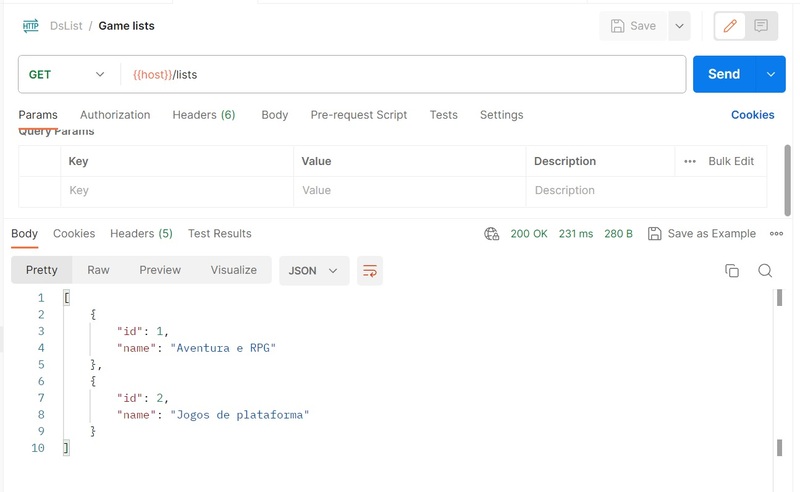 HTTP DsList / Game lists Save
GET {{host}}/lists Send
Params Authorization Headers (6) Body Pre-request Script Tests Settings Cookies
Query Params
Key Value Description ••• Bulk Edit
Key Value Description
Body Cookies Headers (5) Test Results 200 OK 231 ms 280 B Save as Example
Pretty Raw Preview Visualize JSON
1 [
2 {
3 "id": 1,
4 "name": "Aventura e RPG"
5 },
6 {
7 "id": 2,
8 "name": "Jogos de plataforma"
9 }
10 ]